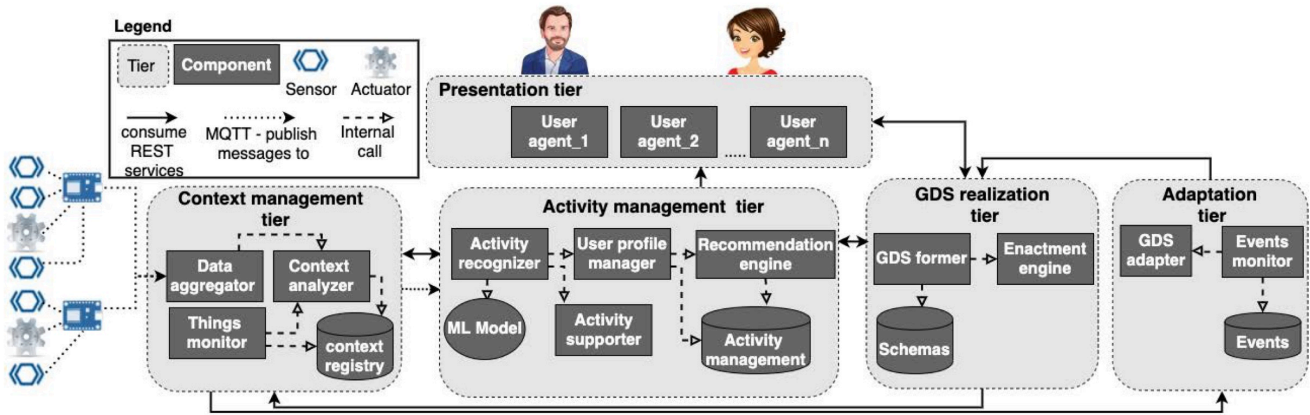 Legend
Tier
Component
Sensor
Actuator
consume
REST
services
MQTT - publish
messages to
Internal
call
Presentation tier
User
agent_1
User
agent_2
.....
User
agent_n
Context management
tier
Data
aggregator
Context
analyzer
Things
monitor
context
registry
Activity management tier
Activity
recognizer
User profile
manager
Recommendation
engine
ML Model
Activity
supporter
Activity
management
GDS realization
tier
GDS former
Enactment
engine
Schemas
Adaptation
tier
GDS
adapter
Events
monitor
Events